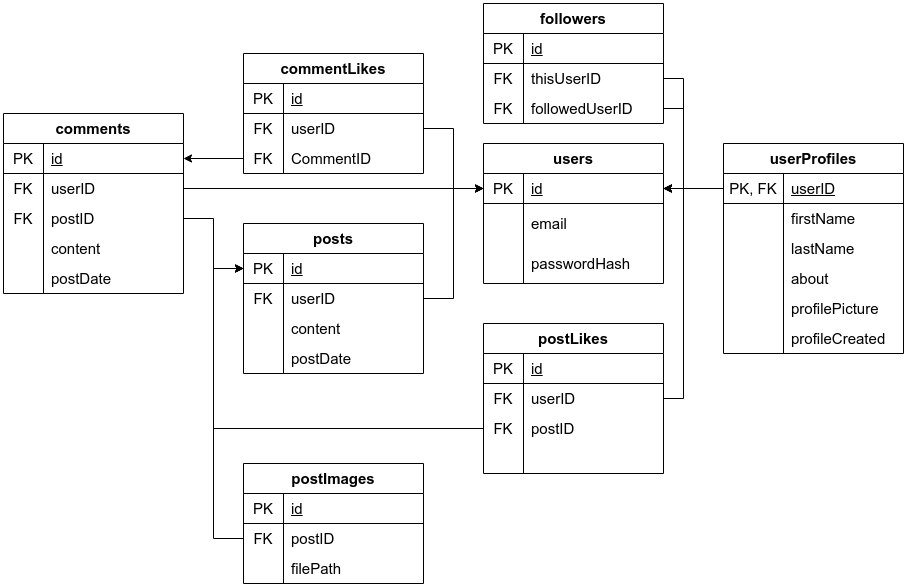 followers
PK id
FK thisUserID
FK followedUserID
commentLikes
PK id
FK userID
FK CommentID
comments
PK id
FK userID
FK postID
content
postDate
users
PK id
email
passwordHash
userProfiles
PK, FK userID
firstName
lastName
about
profilePicture
profileCreated
posts
PK id
FK userID
content
postDate
postLikes
PK id
FK userID
FK postID
postImages
PK id
FK postID
filePath